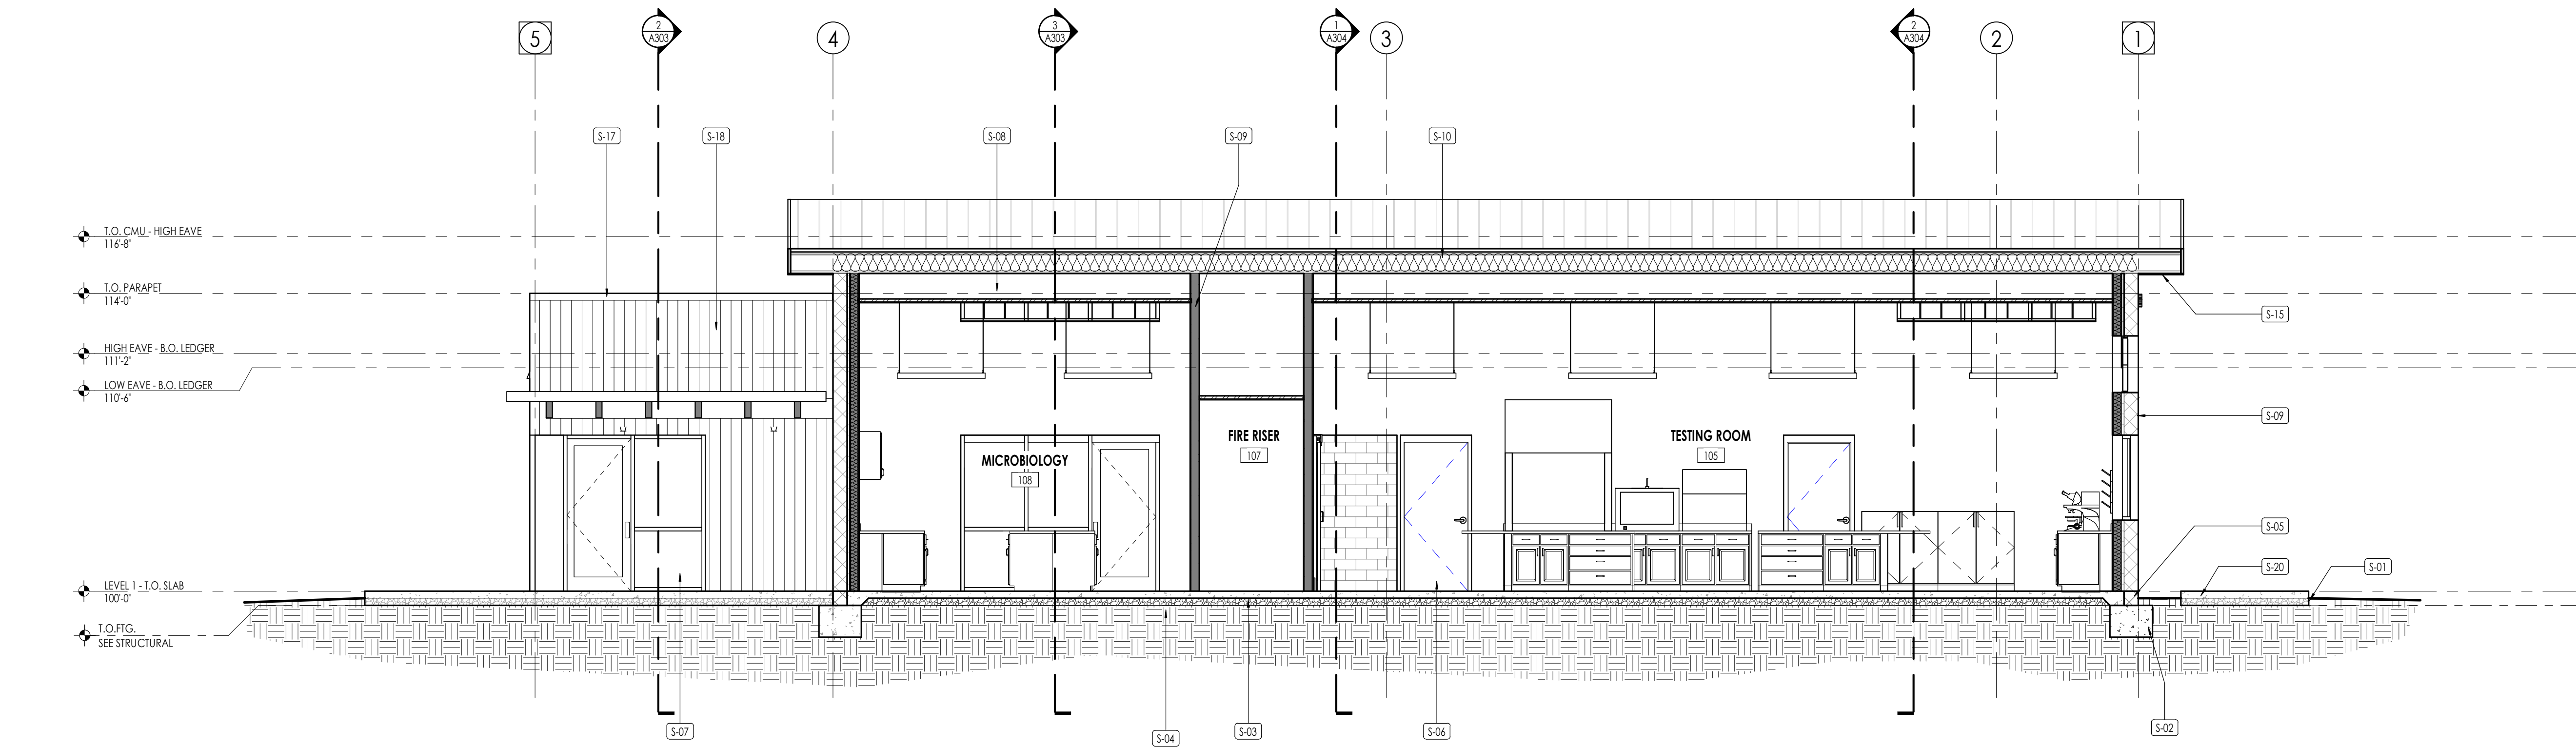 5
2
A303
4
3
A303
1
A304
3
2
A304
2
1
S-17
S-18
S-08
S-09
S-10
T.O. CMU - HIGH EAVE
116'-8"
T.O. PARAPET
114'-0"
S-15
HIGH EAVE - B.O. LEDGER
111'-2"
LOW EAVE - B.O. LEDGER
110'-6"
S-09
FIRE RISER
107
TESTING ROOM
105
MICROBIOLOGY
108
S-05
S-20
S-01
LEVEL 1 - T.O. SLAB
100'-0"
T.O.FTG.
SEE STRUCTURAL
S-07
S-04
S-03
S-06
S-02